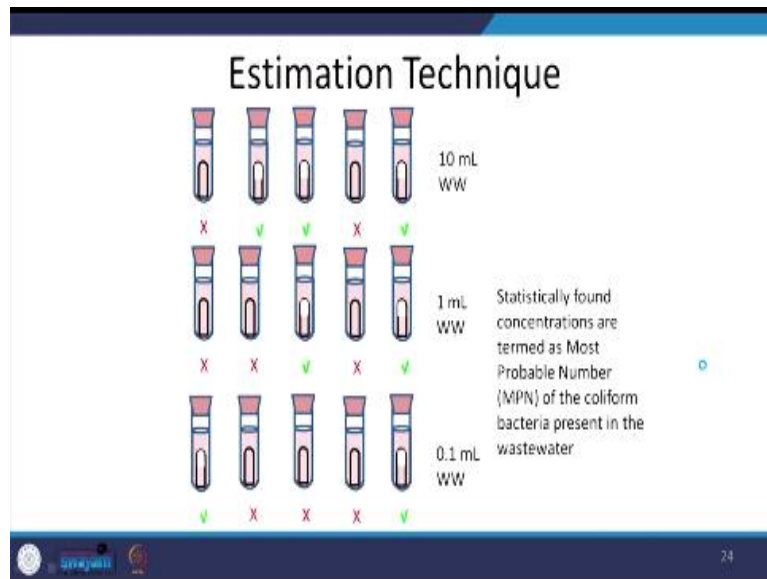 Estimation Technique
10 mL
WW
X √ √ X √
1 mL
WW
X X √ X √
Statistically found
concentrations are
termed as Most
Probable Number
(MPN) of the coliform
bacteria present in the
wastewater
0.1 mL
WW
√ X X X √
swayam
24